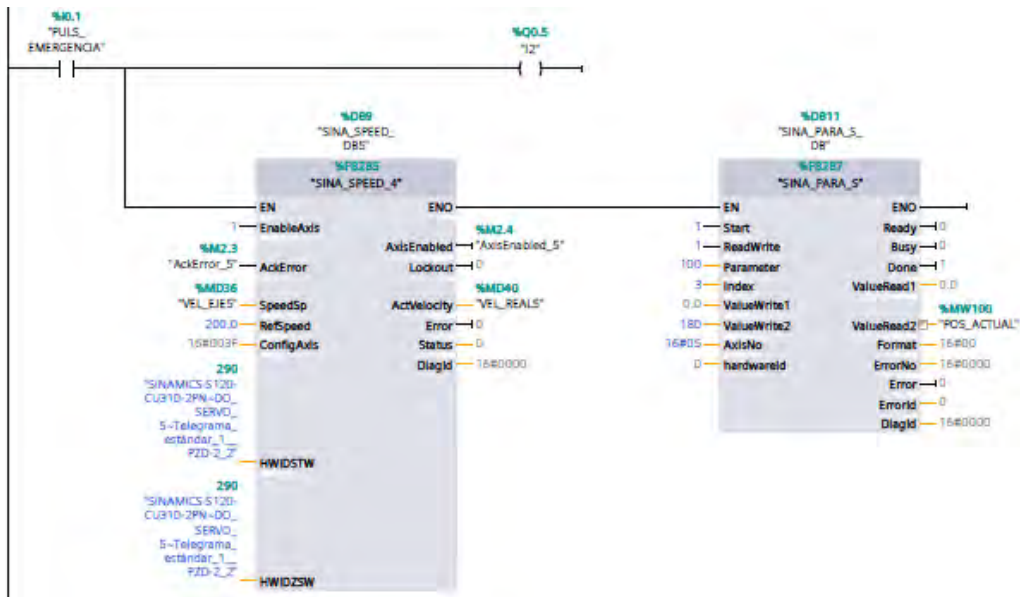 %I0.1
"PULS_
EMERGENCIA"
%Q0.5
"I2"
%DB9
"SINA_SPEED_
DB5"
%FB285
"SINA_SPEED_4"
EN
ENO
1
EnableAxis
%M2.3
"AckError_5"
AckError
%MD36
"VEL_EJE5"
SpeedSp
200.0
RefSpeed
16#003F
ConfigAxis
290
"SINAMICS-S120-
CU310-2PN~DO_
SERVO_
5~Telegrama_
estándar_1__
PZD-2_2"
HWIDSTW
290
"SINAMICS-S120-
CU310-2PN~DO_
SERVO_
5~Telegrama_
estándar_1__
PZD-2_2"
HWIDZSW
%M2.4
AxisEnabled
"AxisEnabled_5"
Lockout
0
%MD40
ActVelocity
"VEL_REAL5"
Error
0
Status
0
DiagId
16#0000
%DB11
"SINA_PARA_S_
DB"
%FB287
"SINA_PARA_S"
EN
ENO
1
Start
1
ReadWrite
100
Parameter
3
Index
0.0
ValueWrite1
180
ValueWrite2
16#05
AxisNo
0
hardwareId
Ready
0
Busy
0
Done
1
ValueRead1
0.0
%MW100
ValueRead2
"POS_ACTUAL"
Format
16#00
ErrorNo
16#0000
Error
0
ErrorId
0
DiagId
16#0000